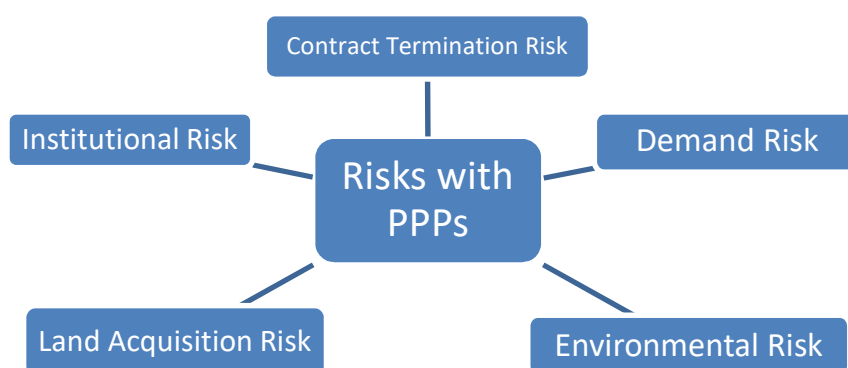 Contract Termination Risk
Institutional Risk
Demand Risk
Risks with
PPPs
Land Acquisition Risk
Environmental Risk